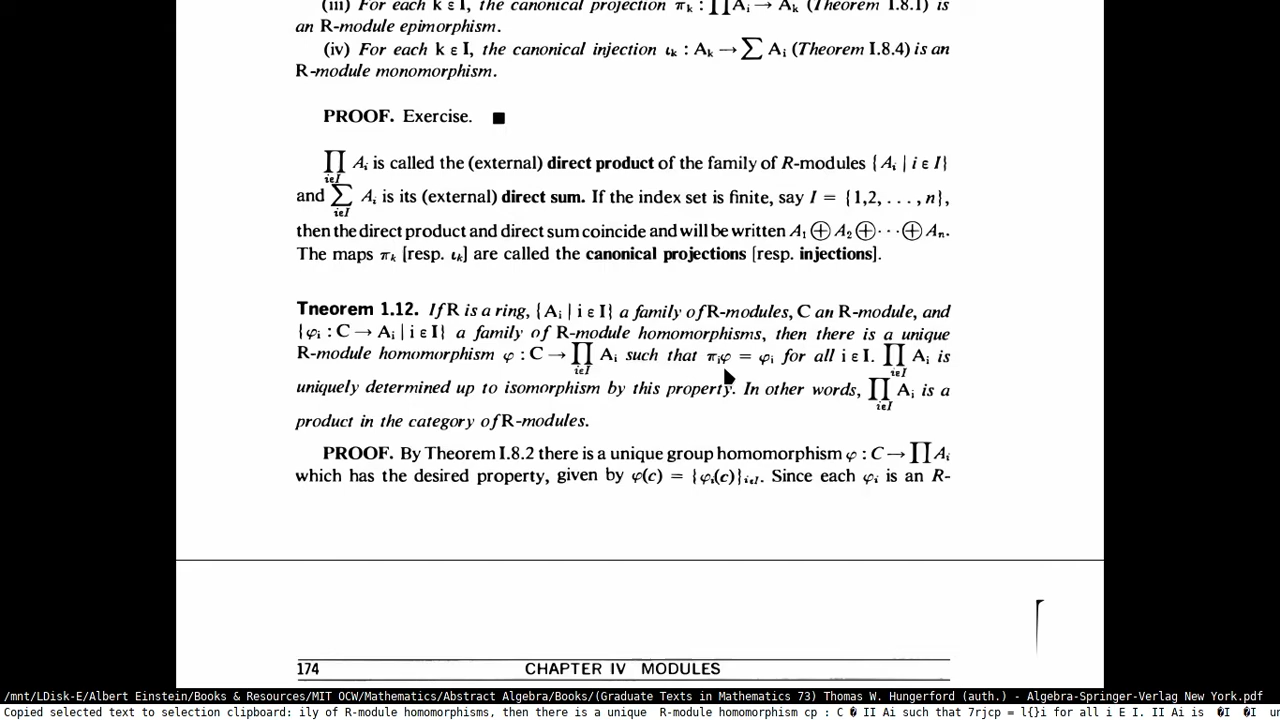 (iii) For each k ε I, the canonical projection πk : ∏ Ai → Ak (Theorem I.8.1) is
an R-module epimorphism.
(iv) For each k ε I, the canonical injection ιk : Ak → ∑ Ai (Theorem I.8.4) is an
R-module monomorphism.
PROOF. Exercise. ■
∏ Ai is called the (external) direct product of the family of R-modules {Ai | i ε I}
iεI
and ∑ Ai is its (external) direct sum. If the index set is finite, say I = {1,2, . . . , n},
iεI
then the direct product and direct sum coincide and will be written A1 ⊕ A2 ⊕ · · · ⊕ An.
The maps πk [resp. ιk] are called the canonical projections [resp. injections].
Tneorem 1.12. If R is a ring, {Ai | i ε I} a family of R-modules, C an R-module, and
{φi : C → Ai | i ε I} a family of R-module homomorphisms, then there is a unique
R-module homomorphism φ : C → ∏ Ai such that πiφ = φi for all i ε I. ∏ Ai is
iεI iεI
uniquely determined up to isomorphism by this property. In other words, ∏ Ai is a
iεI
product in the category of R-modules.
PROOF. By Theorem I.8.2 there is a unique group homomorphism φ : C → ∏ Ai
which has the desired property, given by φ(c) = {φi(c)}iεI. Since each φi is an R-
174 CHAPTER IV MODULES
/mnt/LDisk-E/Albert Einstein/Books & Resources/MIT OCW/Mathematics/Abstract Algebra/Books/(Graduate Texts in Mathematics 73) Thomas W. Hungerford (auth.) - Algebra-Springer-Verlag New York.pdf
Copied selected text to selection clipboard: ily of R-module homomorphisms, then there is a unique R-module homomorphism cp : C � II Ai such that 7rjcp = l{}i for all i E I. II Ai is �I �I u